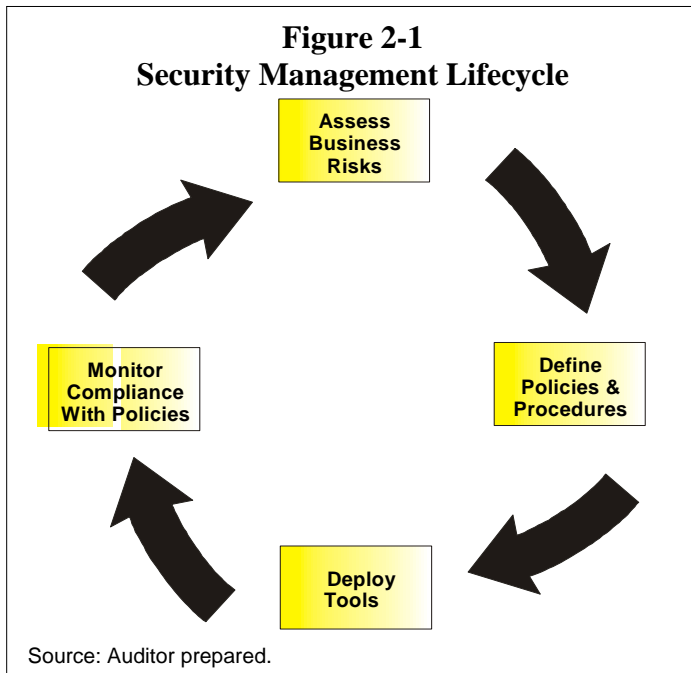 Figure 2-1
Security Management Lifecycle
Assess
Business
Risks
Define
Policies &
Procedures
Monitor
Compliance
With Policies
Deploy
Tools
Source: Auditor prepared.